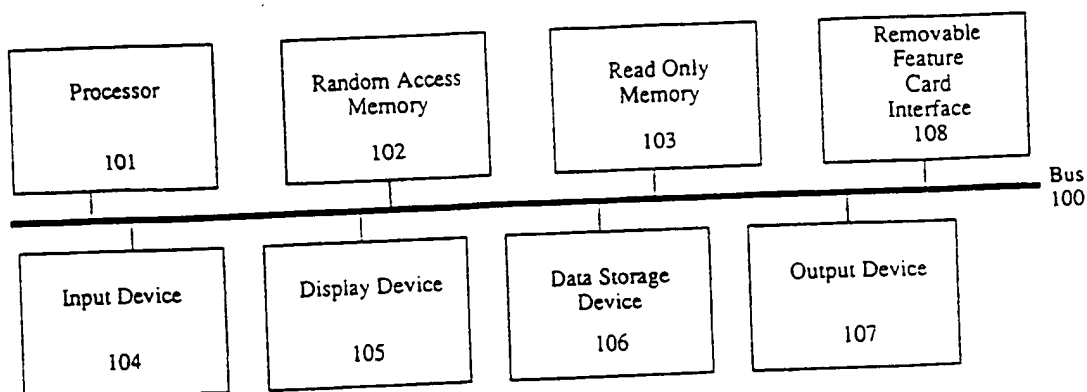 Processor
101
Random Access
Memory
102
Read Only
Memory
103
Removable
Feature
Card
Interface
108
Bus
100
Input Device
104
Display Device
105
Data Storage
Device
106
Output Device
107